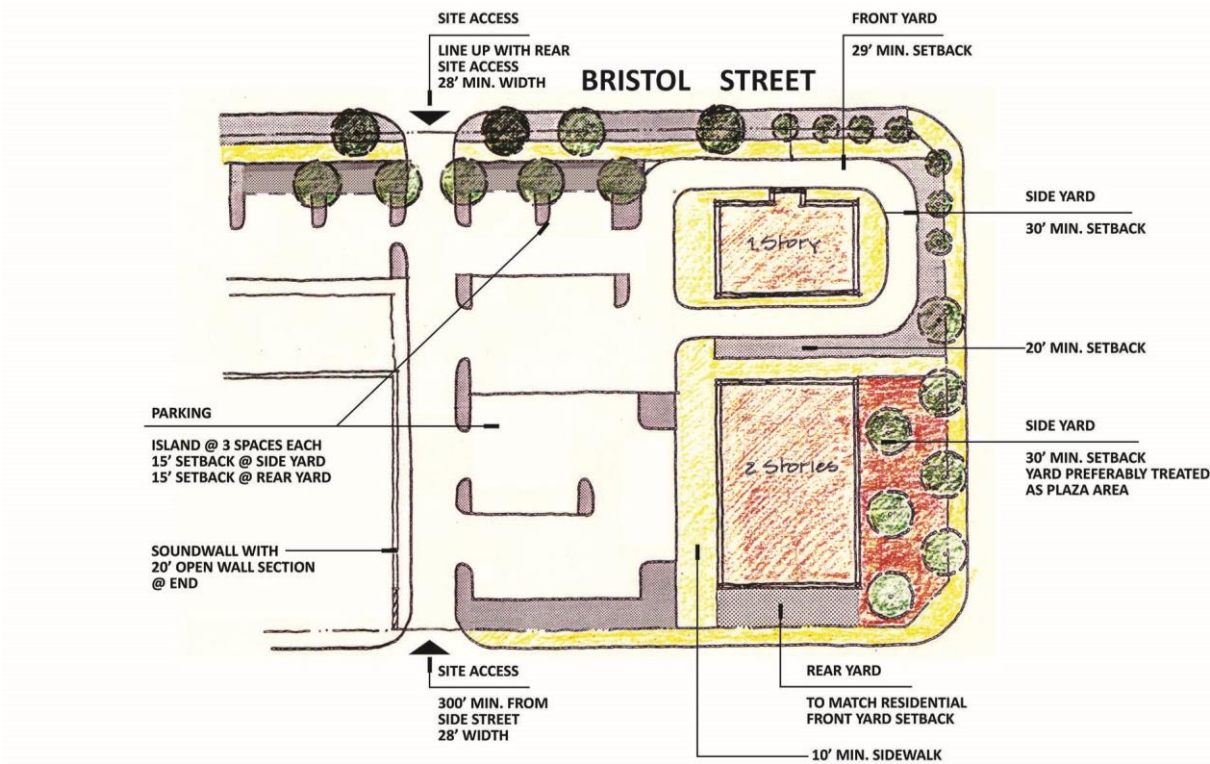 SITE ACCESS
LINE UP WITH REAR
SITE ACCESS
28' MIN. WIDTH
FRONT YARD
29' MIN. SETBACK
BRISTOL STREET
SIDE YARD
30' MIN. SETBACK
1 Story
20' MIN. SETBACK
PARKING
ISLAND @ 3 SPACES EACH
15' SETBACK @ SIDE YARD
15' SETBACK @ REAR YARD
SIDE YARD
30' MIN. SETBACK
YARD PREFERABLY TREATED
AS PLAZA AREA
2 Stories
SOUNDWALL WITH
20' OPEN WALL SECTION
@ END
SITE ACCESS
300' MIN. FROM
SIDE STREET
28' WIDTH
REAR YARD
TO MATCH RESIDENTIAL
FRONT YARD SETBACK
10' MIN. SIDEWALK